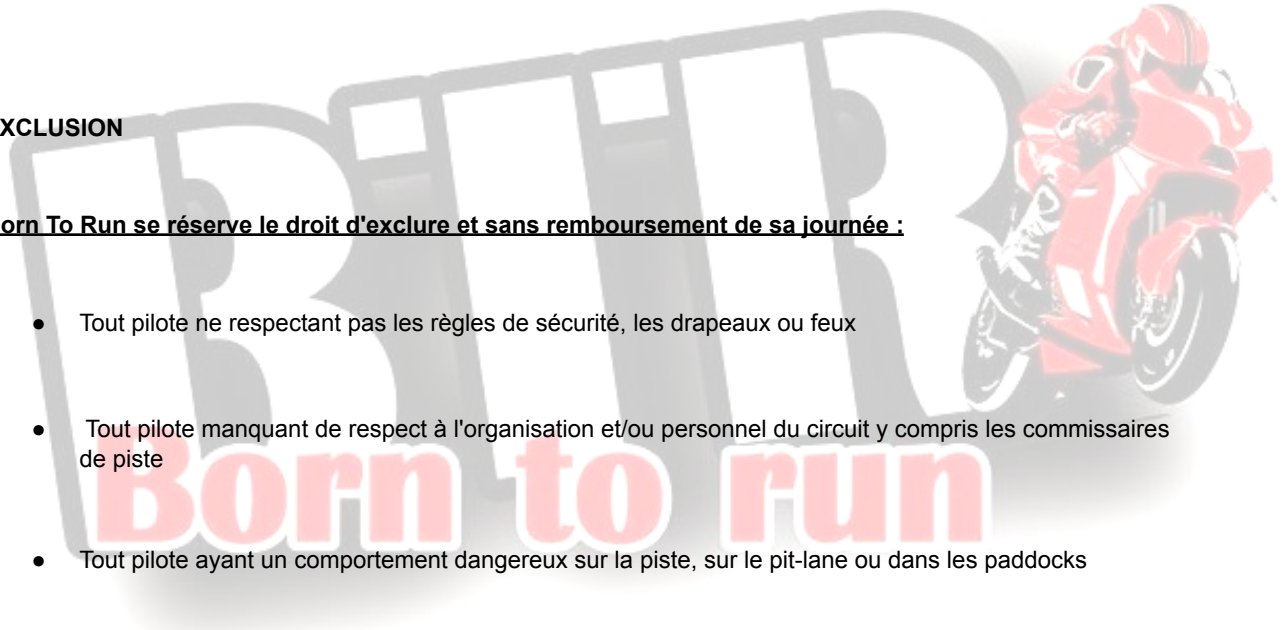 XCLUSION
orn To Run se réserve le droit d'exclure et sans remboursement de sa journée :
● Tout pilote ne respectant pas les règles de sécurité, les drapeaux ou feux
● Tout pilote manquant de respect à l'organisation et/ou personnel du circuit y compris les commissaires
de piste
● Tout pilote ayant un comportement dangereux sur la piste, sur le pit-lane ou dans les paddocks
BTR
Born to run